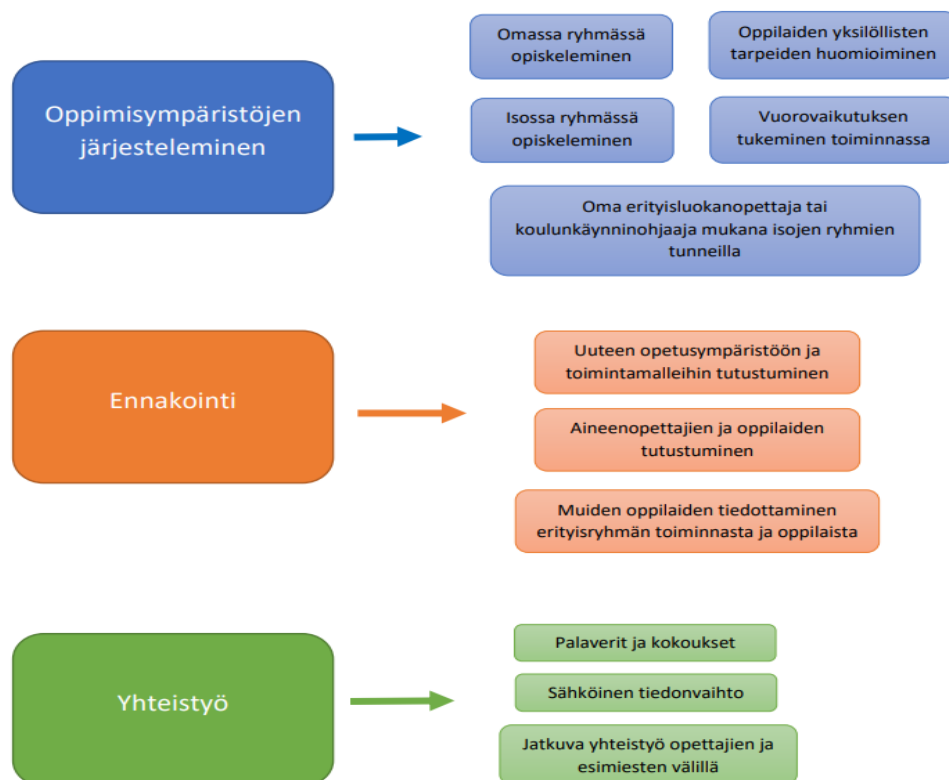 Oppimisympäristöjen
järjesteleminen
Omassa ryhmässä
opiskeleminen
Oppilaiden yksilöllisten
tarpeiden huomioiminen
Isossa ryhmässä
opiskeleminen
Vuorovaikutuksen
tukeminen toiminnassa
Oma erityisluokanopettaja tai
koulunkäynninohjaaja mukana isojen ryhmien
tunneilla
Ennakointi
Uuteen opetusympäristöön ja
toimintamalleihin tutustuminen
Aineenopettajien ja oppilaiden
tutustuminen
Muiden oppilaiden tiedottaminen
erityisryhmän toiminnasta ja oppilaista
Yhteistyö
Palaverit ja kokoukset
Sähköinen tiedonvaihto
Jatkuva yhteistyö opettajien ja
esimiesten välillä